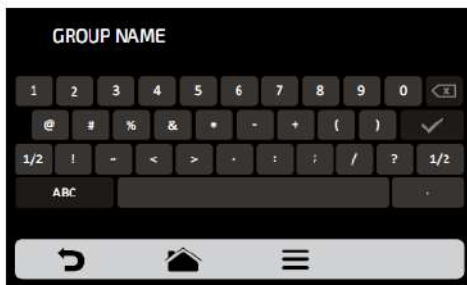 GROUP NAME
1 2 3 4 5 6 7 8 9 0
@ # % & * - + ( )
1/2 ! ~ < > : ; / ? 1/2
ABC